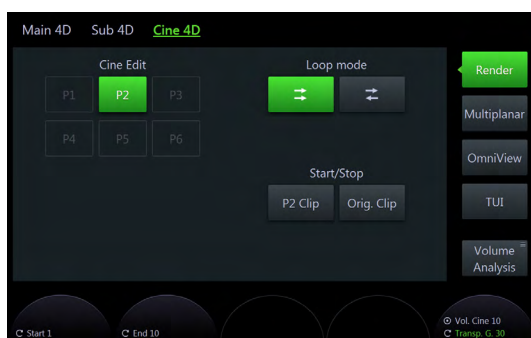 Main 4D Sub 4D Cine 4D
Cine Edit
P1 P2 P3
P4 P5 P6
Loop mode
Start/Stop
P2 Clip Orig. Clip
Render
Multiplanar
OmniView
TUI
Volume
Analysis
Start 1
End 10
Vol. Cine 10
Transp. G. 30